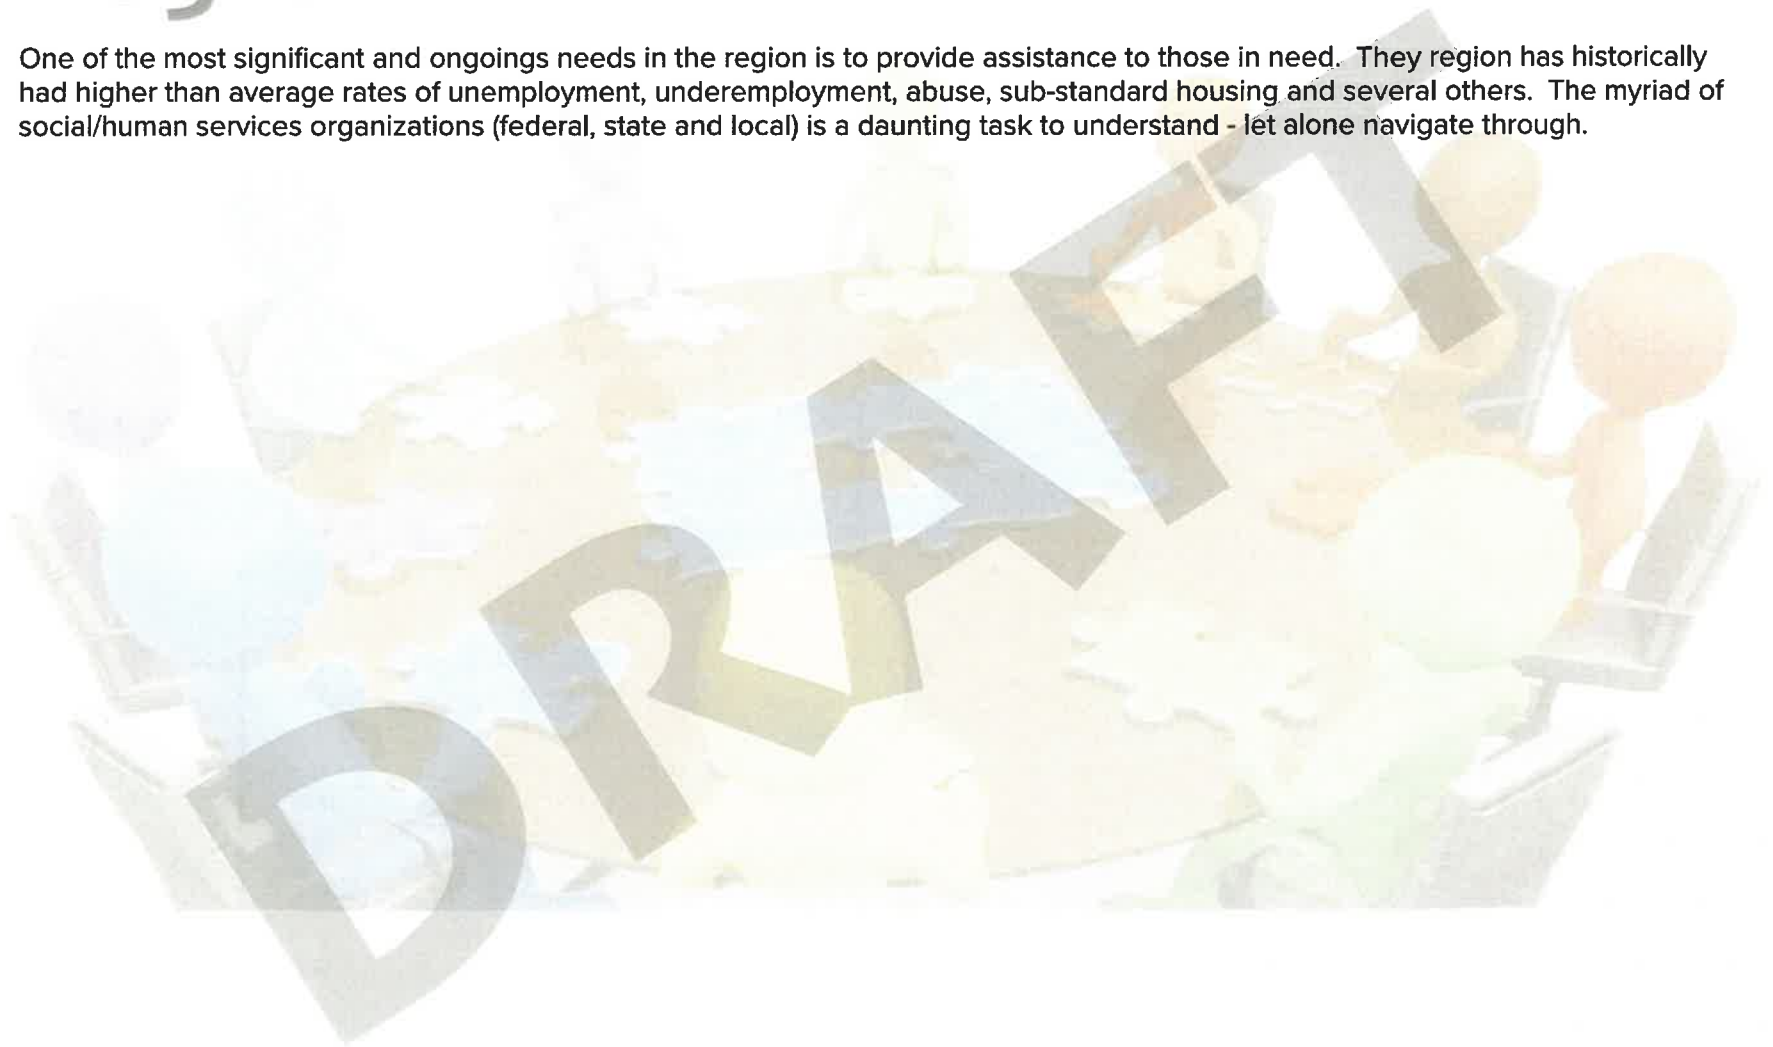 One of the most significant and ongoings needs in the region is to provide assistance to those in need.  They region has historically
had higher than average rates of unemployment, underemployment, abuse, sub-standard housing and several others.  The myriad of
social/human services organizations (federal, state and local) is a daunting task to understand - let alone navigate through.
DRAFT